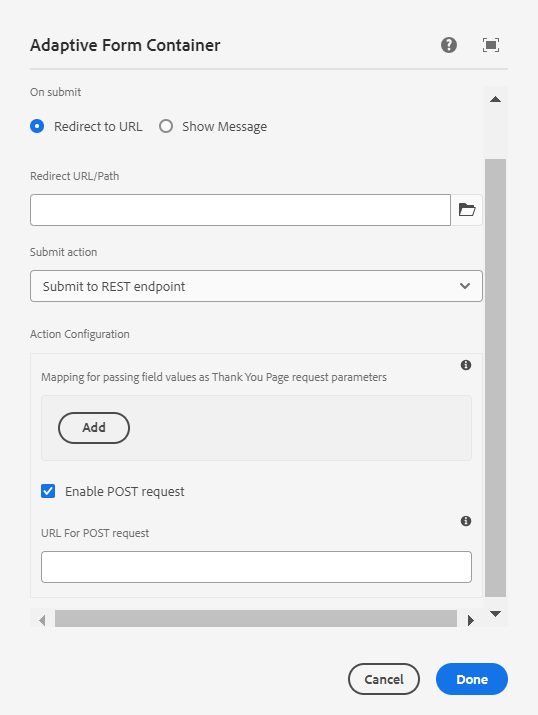 Adaptive Form Container
On submit
Redirect to URL Show Message
Redirect URL/Path
Submit action
Submit to REST endpoint
Action Configuration
Mapping for passing field values as Thank You Page request parameters
Add
Enable POST request
URL For POST request
Cancel Done